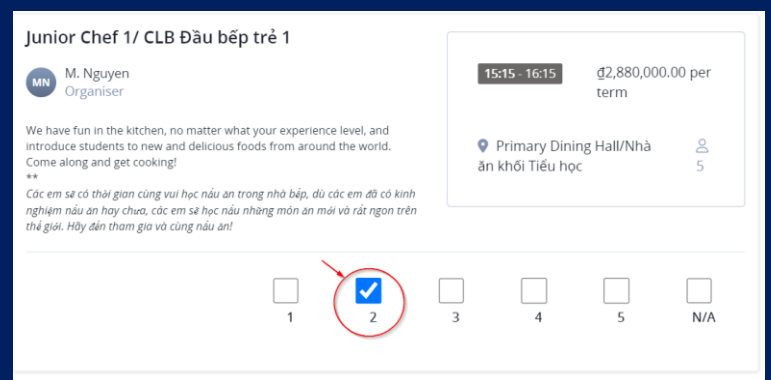 Junior Chef 1/ CLB Đầu bếp trẻ 1
MN
M. Nguyen
Organiser
We have fun in the kitchen, no matter what your experience level, and
introduce students to new and delicious foods from around the world.
Come along and get cooking!
**
Các em sẽ có thời gian cùng vui học nấu ăn trong nhà bếp, dù các em đã có kinh
nghiệm nấu ăn hay chưa, các em sẽ học nấu những món ăn mới và rất ngon trên
thế giới. Hãy đến tham gia và cùng nấu ăn!
15:15 - 16:15
₫2,880,000.00 per
term
Primary Dining Hall/Nhà
ăn khối Tiểu học
5
1
2
3
4
5
N/A